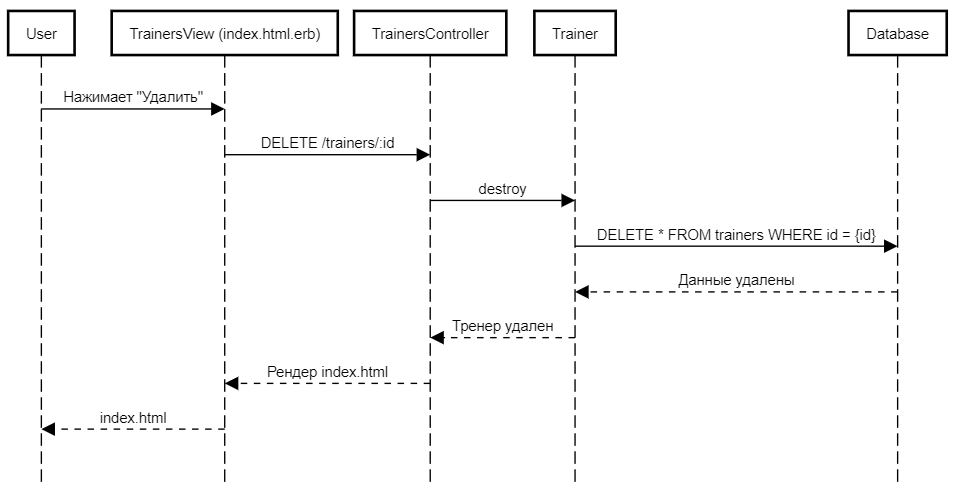 User
TrainersView (index.html.erb)
TrainersController
Trainer
Database
Нажимает "Удалить"
DELETE /trainers/:id
destroy
DELETE * FROM trainers WHERE id = {id}
Данные удалены
Тренер удален
Рендер index.html
index.html